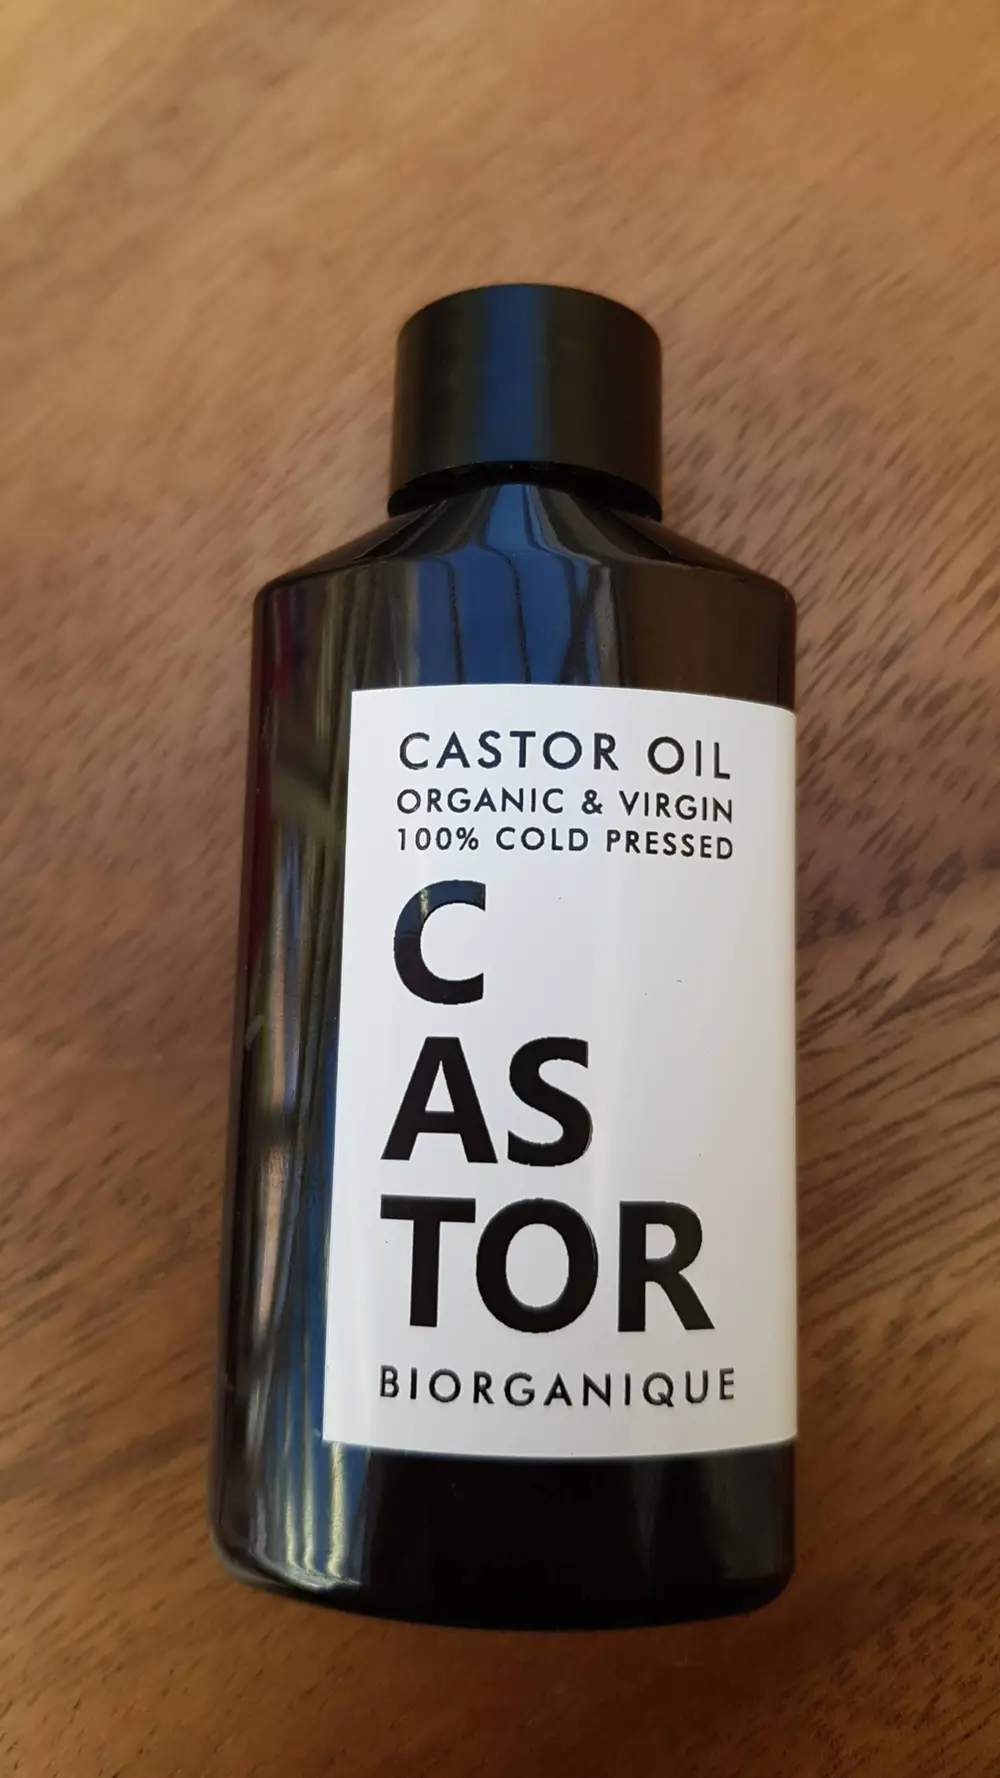 CASTOR OIL
ORGANIC & VIRGIN
100% COLD PRESSED
C
AS
TOR
BIORGANIQUE